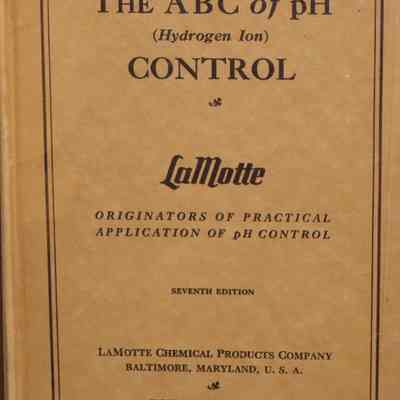 THE ABC of pH
(Hydrogen Ion)
CONTROL
LaMotte
ORIGINATORS OF PRACTICAL
APPLICATION OF pH CONTROL
SEVENTH EDITION
LAMOTTE CHEMICAL PRODUCTS COMPANY
BALTIMORE, MARYLAND, U. S. A.